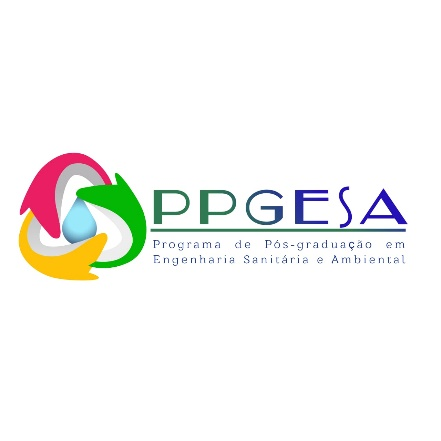 PPGESA
Programa de Pós-graduação em
Engenharia Sanitária e Ambiental